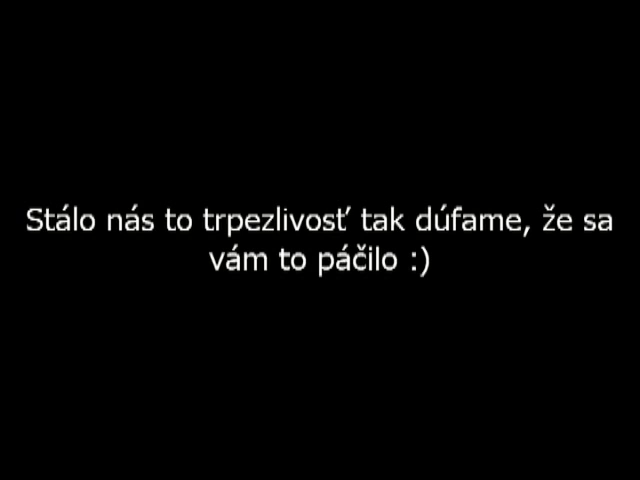 Stálo nás to trpezlivosť tak dúfame, že sa
vám to páčilo :)